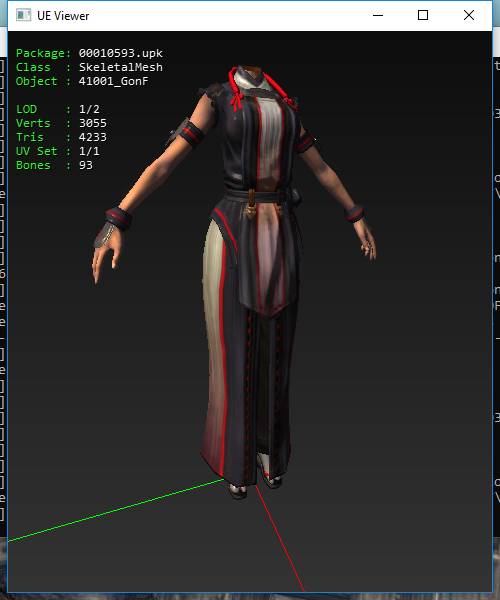 UE Viewer
Package: 00010593.upk
Class : SkeletalMesh
Object : 41001_GonF
LOD : 1/2
Verts : 3055
Tris : 4233
UV Set : 1/1
Bones : 93